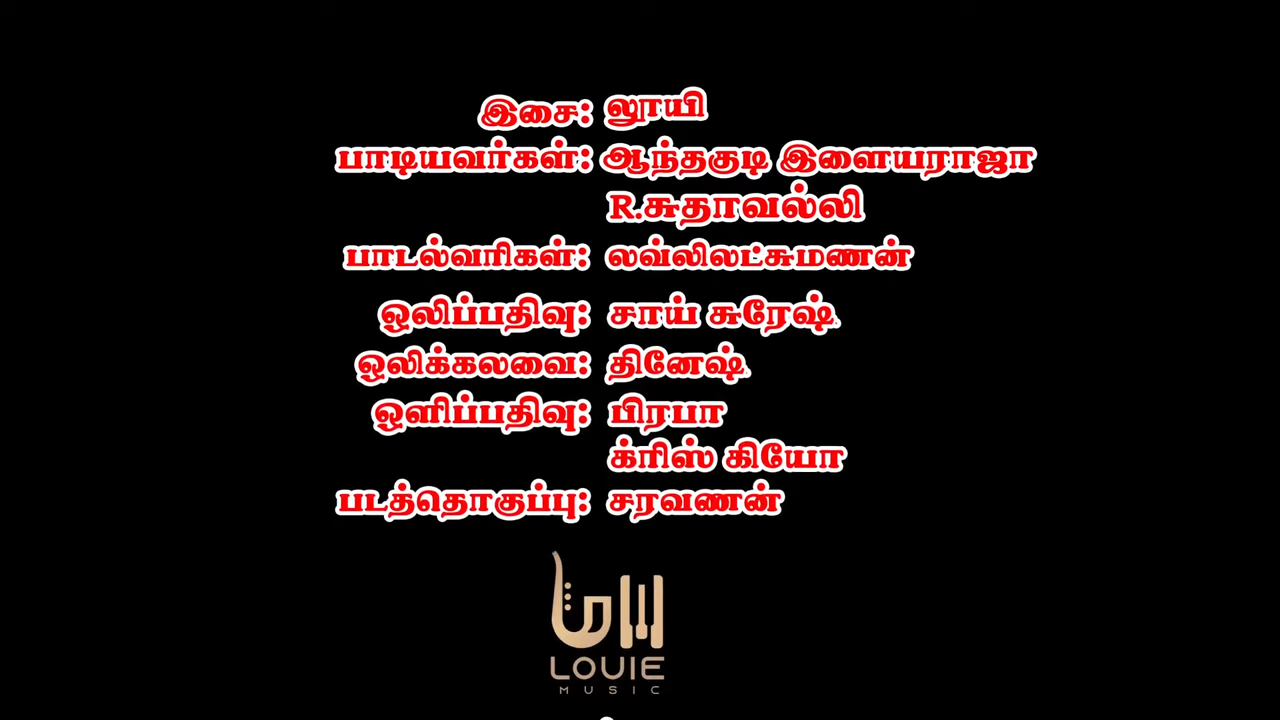 இசை: லூயி
பாடியவர்கள்: ஆந்தகுடி இளையராஜா
R.சுதாவல்லி
பாடல்வரிகள்: லவ்லிலட்சுமணன்
ஒலிப்பதிவு: சாய் சுரேஷ்
ஒலிக்கலவை: தினேஷ்
ஒளிப்பதிவு: பிரபா
க்ரிஸ் கியோ
படத்தொகுப்பு: சரவணன்
LOUIE
MUSIC